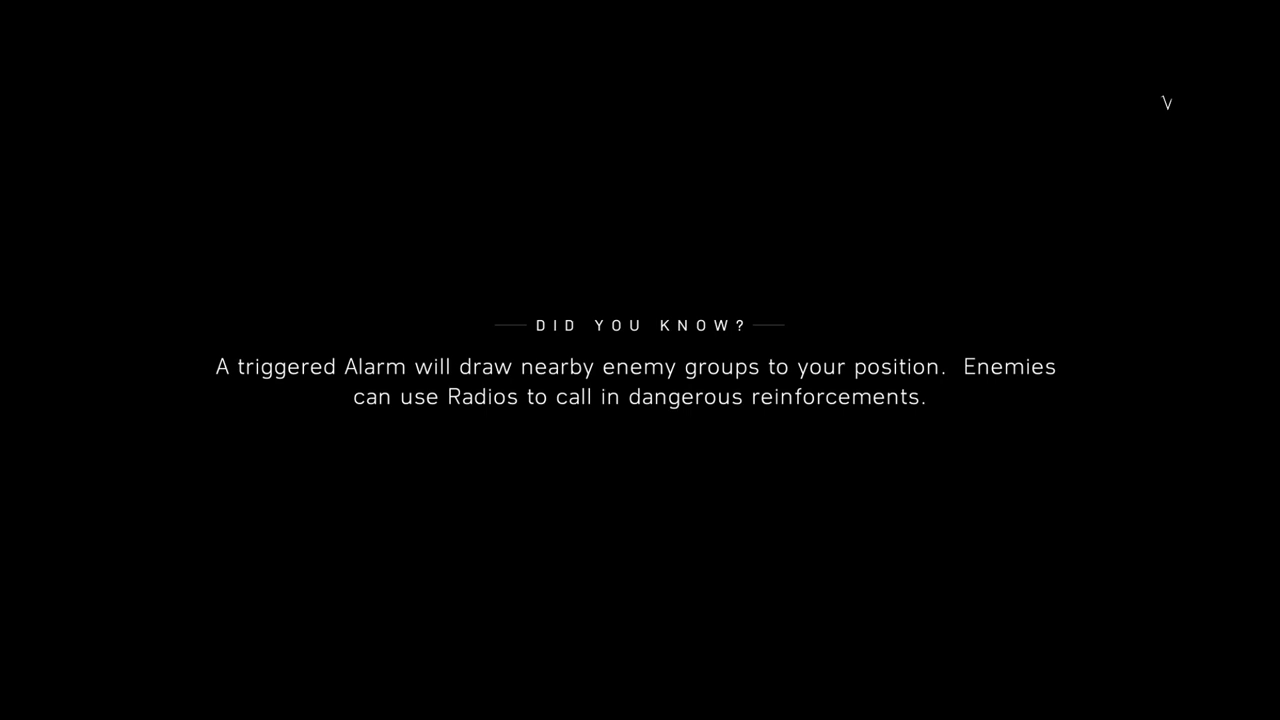 DID YOU KNOW?
A triggered Alarm will draw nearby enemy groups to your position.  Enemies
can use Radios to call in dangerous reinforcements.